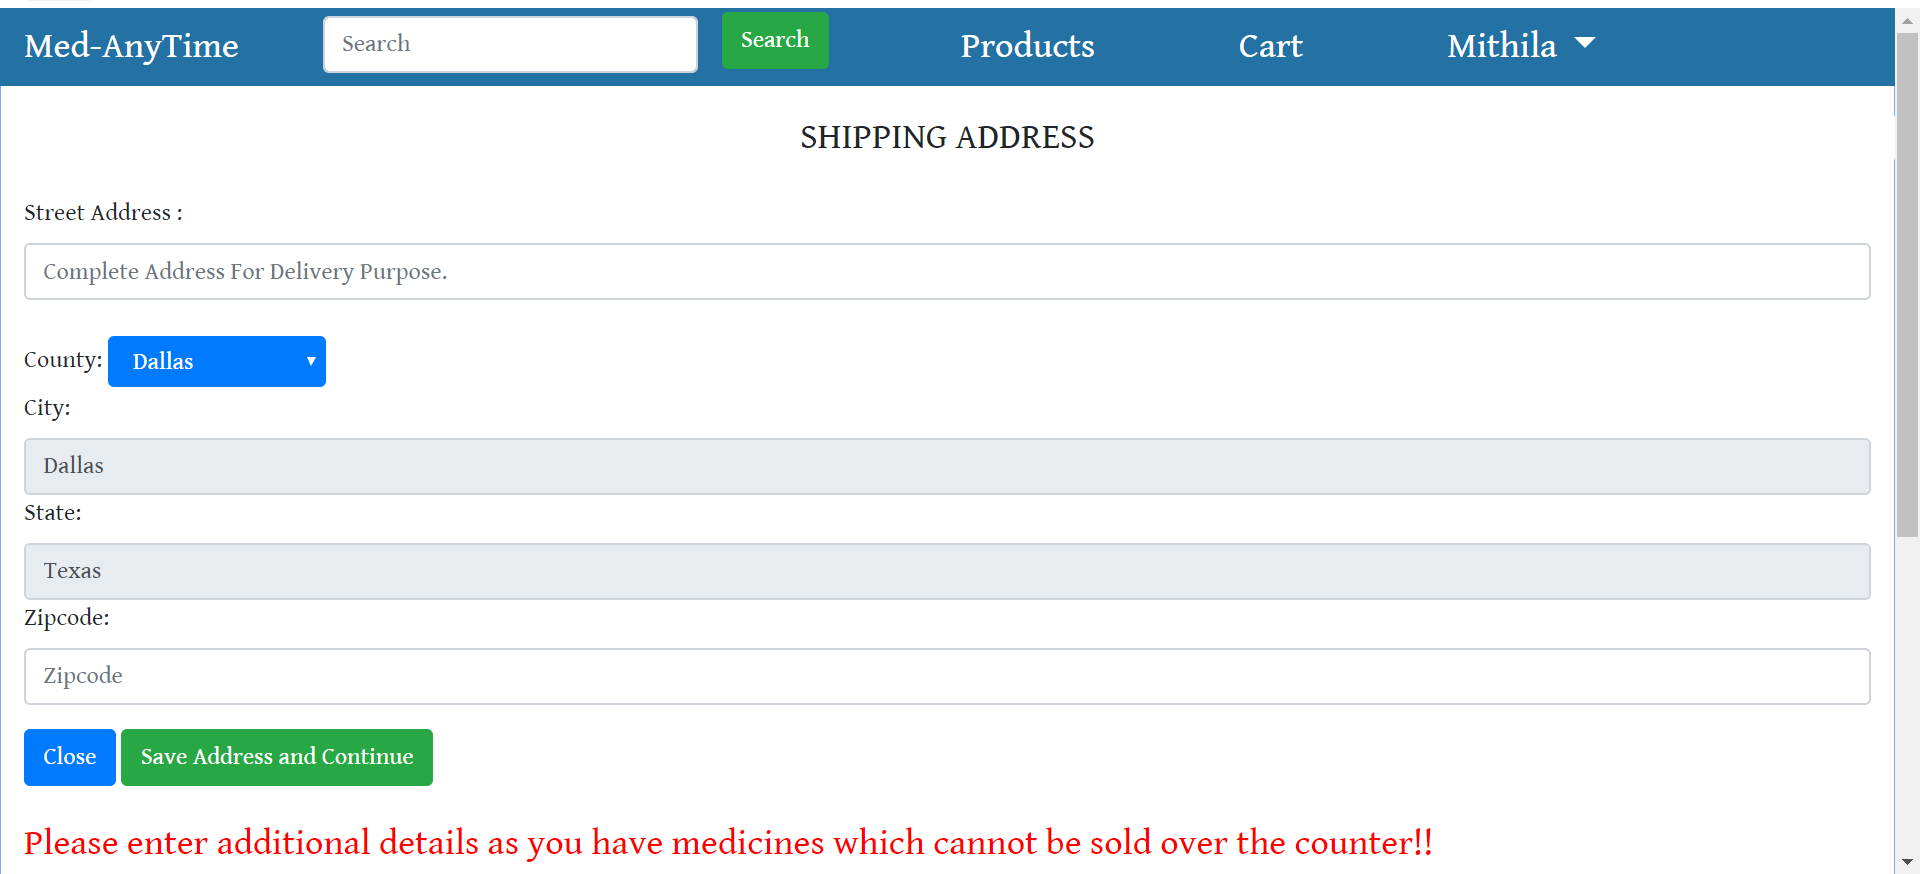 Med-AnyTime Search Search Products Cart Mithila
SHIPPING ADDRESS
Street Address :
Complete Address For Delivery Purpose.
County: Dallas
City:
Dallas
State:
Texas
Zipcode:
Zipcode
Close Save Address and Continue
Please enter additional details as you have medicines which cannot be sold over the counter!!